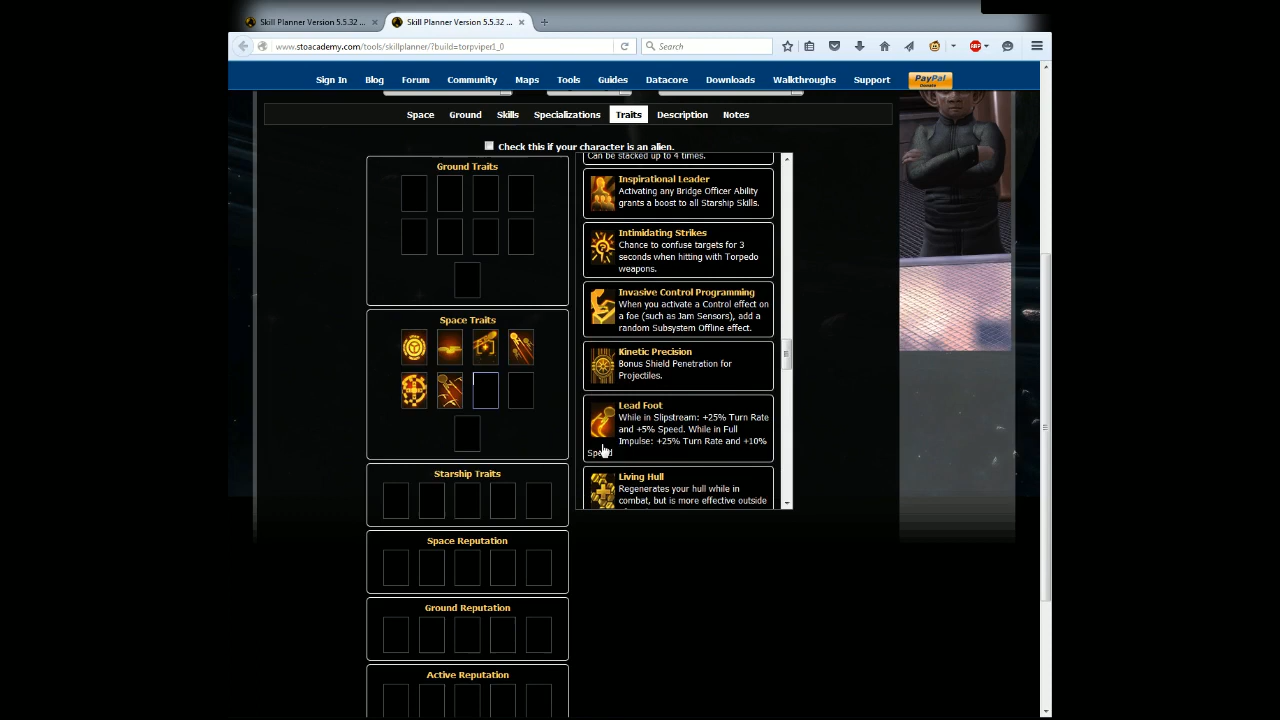 Skill Planner Version 5.5.32 ...
Skill Planner Version 5.5.32 ...
www.stoacademy.com/tools/skillplanner/?build=torpviper1_0
Search
ABP
Sign In Blog Forum Community Maps Tools Guides Datacore Downloads Walkthroughs Support PayPal Donate
Space Ground Skills Specializations Traits Description Notes
Check this if your character is an alien.
Ground Traits
Space Traits
Starship Traits
Space Reputation
Ground Reputation
Active Reputation
Can be stacked up to 4 times.
Inspirational Leader
Activating any Bridge Officer Ability
grants a boost to all Starship Skills.
Intimidating Strikes
Chance to confuse targets for 3
seconds when hitting with Torpedo
weapons.
Invasive Control Programming
When you activate a Control effect on
a foe (such as Jam Sensors), add a
random Subsystem Offline effect.
Kinetic Precision
Bonus Shield Penetration for
Projectiles.
Lead Foot
While in Slipstream: +25% Turn Rate
and +5% Speed. While in Full
Impulse: +25% Turn Rate and +10%
Speed
Living Hull
Regenerates your hull while in
combat, but is more effective outside